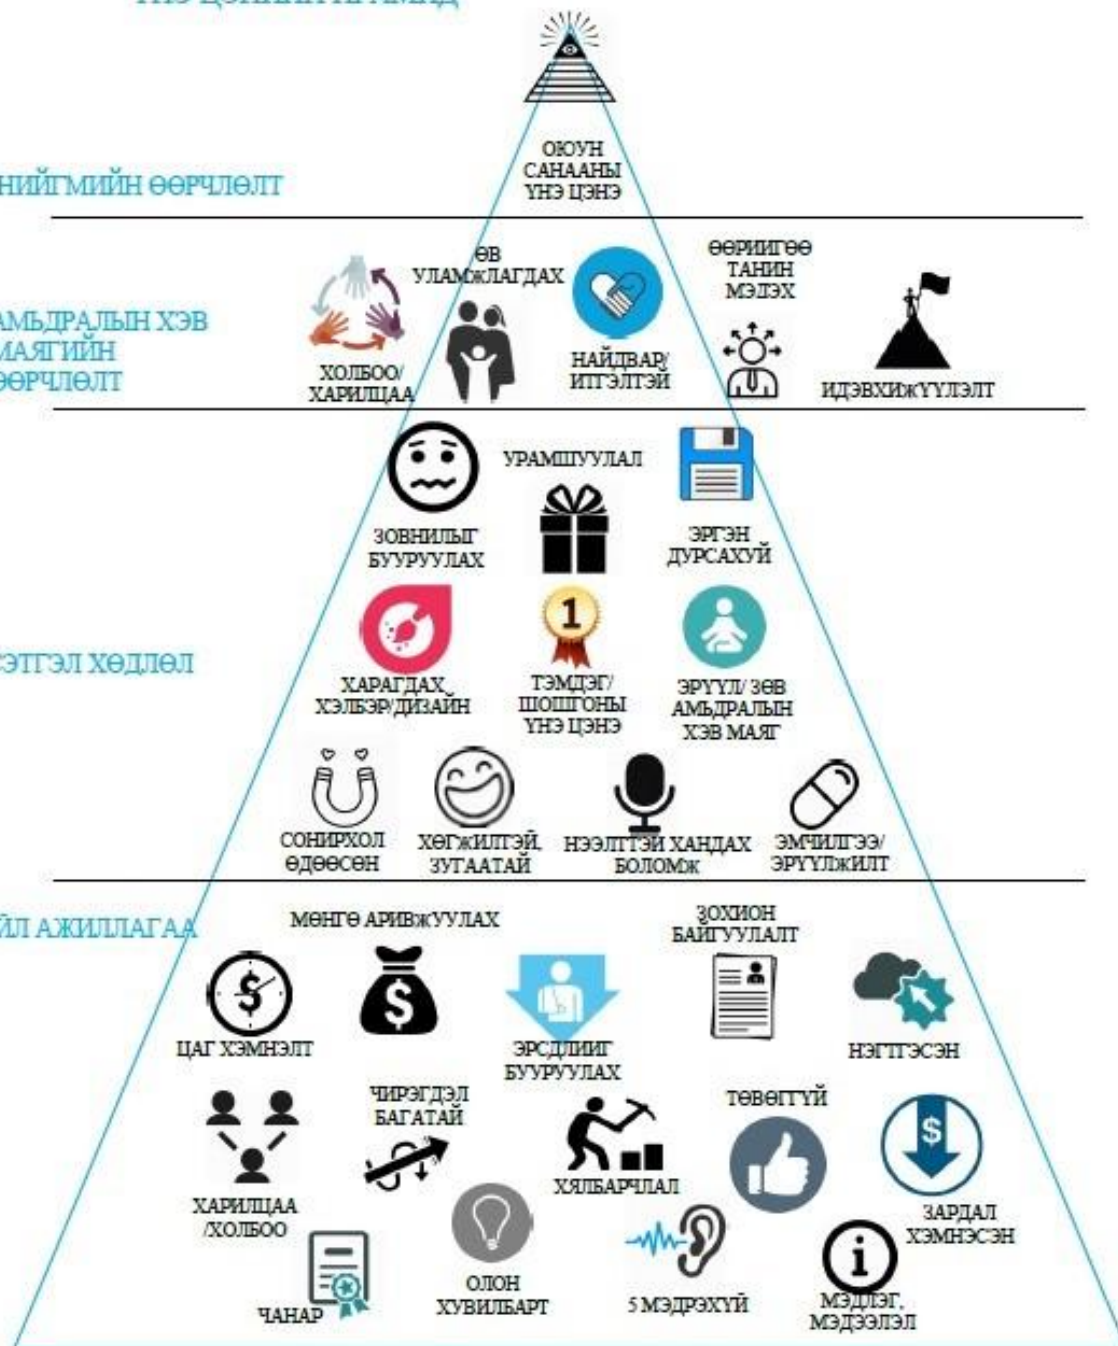 НИЙГМИЙН ӨӨРЧЛӨЛТ
ОЮУН
САНААНЫ
ҮНЭ ЦЭНЭ
АМЬДРАЛЫН ХЭВ
МАЯГИЙН
ӨӨРЧЛӨЛТ
ХОЛБОО/
ХАРИЛЦАА
ӨВ
УЛАМЖЛАГДАХ
НАЙДВАР/
ИТГЭЛТЭЙ
ӨӨРИЙГӨӨ
ТАНИН
МЭДЭХ
ИДЭВХИЖҮҮЛЭЛТ
СЭТГЭЛ ХӨДЛӨЛ
ЗОВНИЛЫГ
БУУРУУЛАХ
УРАМШУУЛАЛ
ЭРГЭН
ДУРСАХУЙ
ХАРАГДАХ
ХЭЛБЭР/ДИЗАЙН
1
ТЭМДЭГ/
ШОШГОНЫ
ҮНЭ ЦЭНЭ
ЭРҮҮЛ/ ЗӨВ
АМЬДРАЛЫН
ХЭВ МАЯГ
СОНИРХОЛ
ӨДӨӨСӨН
ХӨГЖИЛТЭЙ,
ЗУГААТАЙ
НЭЭЛТТЭЙ ХАНДАХ
БОЛОМЖ
ЭМЧИЛГЭЭ/
ЭРҮҮЛЖИЛТ
ҮЙЛ АЖИЛЛАГАА
МӨНГӨ АРИВЖУУЛАХ
ЗОХИОН
БАЙГУУЛАЛТ
$
$
ЦАГ ХЭМНЭЛТ
ЭРСДЛИЙГ
БУУРУУЛАХ
НЭГТГЭСЭН
ЧИРЭГДЭЛ
БАГАТАЙ
ТӨВӨГГҮЙ
$
ХАРИЛЦАА
/ХОЛБОО
ХЯЛБАРЧЛАЛ
ЗАРДАЛ
ХЭМНЭСЭН
ЧАНАР
ОЛОН
ХУВИЛБАРТ
5 МЭДРЭХҮЙ
i
МЭДЛЭГ,
МЭДЭЭЛЭЛ